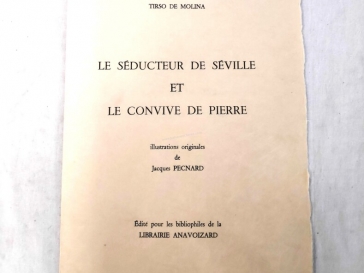 TIRSO DE MOLINA
LE SÉDUCTEUR DE SÉVILLE
ET
LE CONVIVE DE PIERRE
illustrations originales
de
Jacques PECNARD
Édité pour les bibliophiles de la
LIBRAIRIE ANAVOIZARD